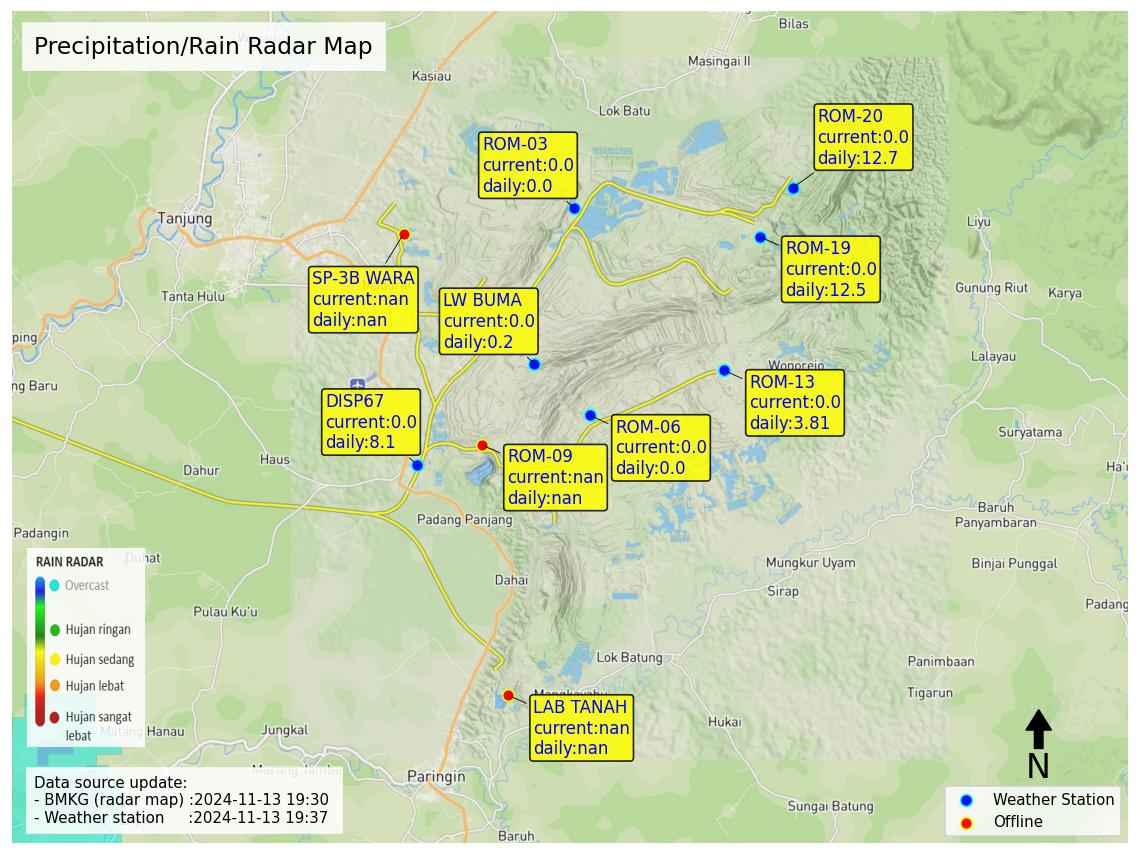 Precipitation/Rain Radar Map
Bilas
Masingai II
Kasiau
Lok Batu
ROM-20
current:0.0
daily:12.7
ROM-03
current:0.0
daily:0.0
Tanjung
Liyu
ROM-19
current:0.0
daily:12.5
SP-3B WARA
current:nan
daily:nan
Tanta Hulu
LW BUMA
current:0.0
daily:0.2
Gunung Riut
Karya
ping
Lalayau
Wonorejo
ng Baru
ROM-13
current:0.0
daily:3.81
DISP67
current:0.0
daily:8.1
ROM-06
current:0.0
daily:0.0
Suryatama
ROM-09
current:nan
daily:nan
Haus
Dahur
Ha'u
Baruh
Panyambaran
Padang Panjang
Padangin
Duhat
Mungkur Uyam
Binjai Punggal
Dahai
Sirap
Padang
Pulau Ku'u
RAIN RADAR
Overcast
Hujan ringan
Hujan sedang
Hujan lebat
Hujan sangat
lebat
Lok Batung
Panimbaan
Tigarun
Mangkayahu
LAB TANAH
current:nan
daily:nan
Hukai
Matang Hanau
Jungkal
Murung Jambu
Paringin
N
Data source update:
- BMKG (radar map) :2024-11-13 19:30
- Weather station :2024-11-13 19:37
Sungai Batung
Baruh
Weather Station
Offline